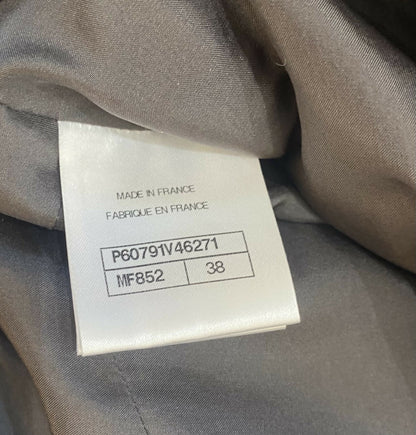 MADE IN FRANCE
FABRIQUE EN FRANCE
P60791V46271
MF852 38